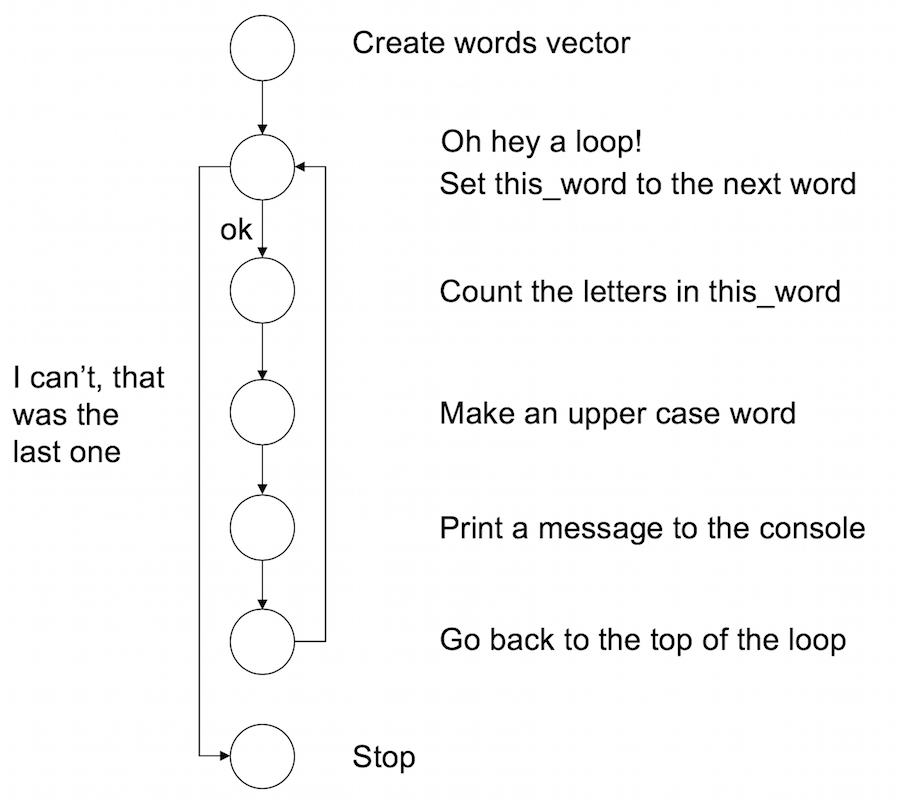 Create words vector
Oh hey a loop!
Set this_word to the next word
ok
Count the letters in this_word
I can't, that
was the
last one
Make an upper case word
Print a message to the console
Go back to the top of the loop
Stop